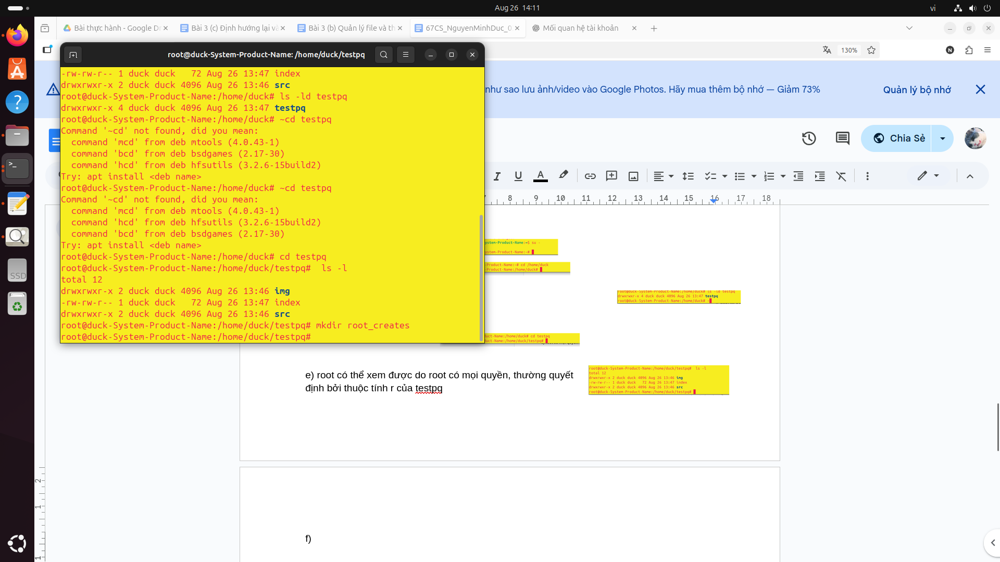 Aug 26 14:11
vi
Bài thực hành - Google Dr
Bài 3 (c) Định hướng lại và
Bài 3 (b) Quản lý file và th
67CS_NguyenMinhDuc_0
Mối quan hệ tài khoản
130%
N
root@duck-System-Product-Name: /home/duck/testpq
như sao lưu ảnh/video vào Google Photos. Hãy mua thêm bộ nhớ — Giảm 73%
Quản lý bộ nhớ
Chia Sẻ
-rw-rw-r-- 1 duck duck   72 Aug 26 13:47 index
drwxrwxr-x 2 duck duck 4096 Aug 26 13:46 src
root@duck-System-Product-Name:/home/duck# ls -ld testpq
drwxrwxr-x 4 duck duck 4096 Aug 26 13:47 testpq
root@duck-System-Product-Name:/home/duck# ~cd testpq
Command '~cd' not found, did you mean:
  command 'mcd' from deb mtools (4.0.43-1)
  command 'bcd' from deb bsdgames (2.17-30)
  command 'hcd' from deb hfsutils (3.2.6-15build2)
Try: apt install <deb name>
root@duck-System-Product-Name:/home/duck# ~cd testpq
Command '~cd' not found, did you mean:
  command 'mcd' from deb mtools (4.0.43-1)
  command 'hcd' from deb hfsutils (3.2.6-15build2)
  command 'bcd' from deb bsdgames (2.17-30)
Try: apt install <deb name>
root@duck-System-Product-Name:/home/duck# cd testpq
root@duck-System-Product-Name:/home/duck/testpq#  ls -l
total 12
drwxrwxr-x 2 duck duck 4096 Aug 26 13:46 img
-rw-rw-r-- 1 duck duck   72 Aug 26 13:47 index
drwxrwxr-x 2 duck duck 4096 Aug 26 13:46 src
root@duck-System-Product-Name:/home/duck/testpq# mkdir root_creates
root@duck-System-Product-Name:/home/duck/testpq#
8 9 10 11 12 13 14 15 16 17 18
ystem-Product-Name:~$ su -
ystem-Product-Name:~#
-Product-Name:~# cd /home/duck
-Product-Name:/home/duck#
root@duck-System-Product-Name:/home/duck# ls -ld testpq
drwxrwxr-x 4 duck duck 4096 Aug 26 13:47 testpq
root@duck-System-Product-Name:/home/duck# ~
duct-Name:/home/duck# cd testpq
duct-Name:/home/duck/testpq#
e) root có thể xem được do root có mọi quyền, thường quyết
định bởi thuộc tính r của testpq
root@duck-System-Product-Name:/home/duck/testpq#  ls -l
total 12
drwxrwxr-x 2 duck duck 4096 Aug 26 13:46 img
-rw-rw-r-- 1 duck duck   72 Aug 26 13:47 index
drwxrwxr-x 2 duck duck 4096 Aug 26 13:46 src
root@duck-System-Product-Name:/home/duck/testpq#
SSD
2
1
1
f)